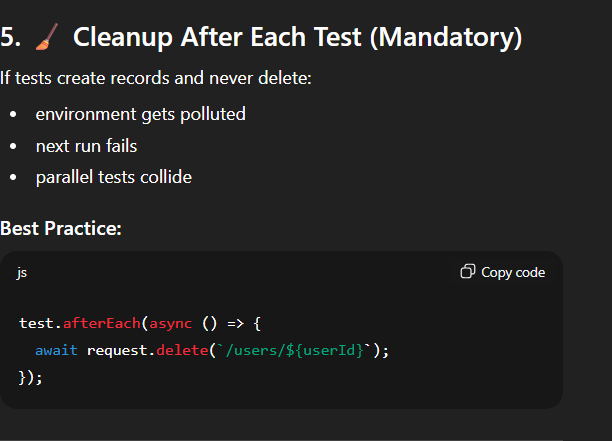 5. 🧹 Cleanup After Each Test (Mandatory)
If tests create records and never delete:
• environment gets polluted
• next run fails
• parallel tests collide
Best Practice:
js Copy code
test.afterEach(async () => {
  await request.delete(`/users/${userId}`);
});